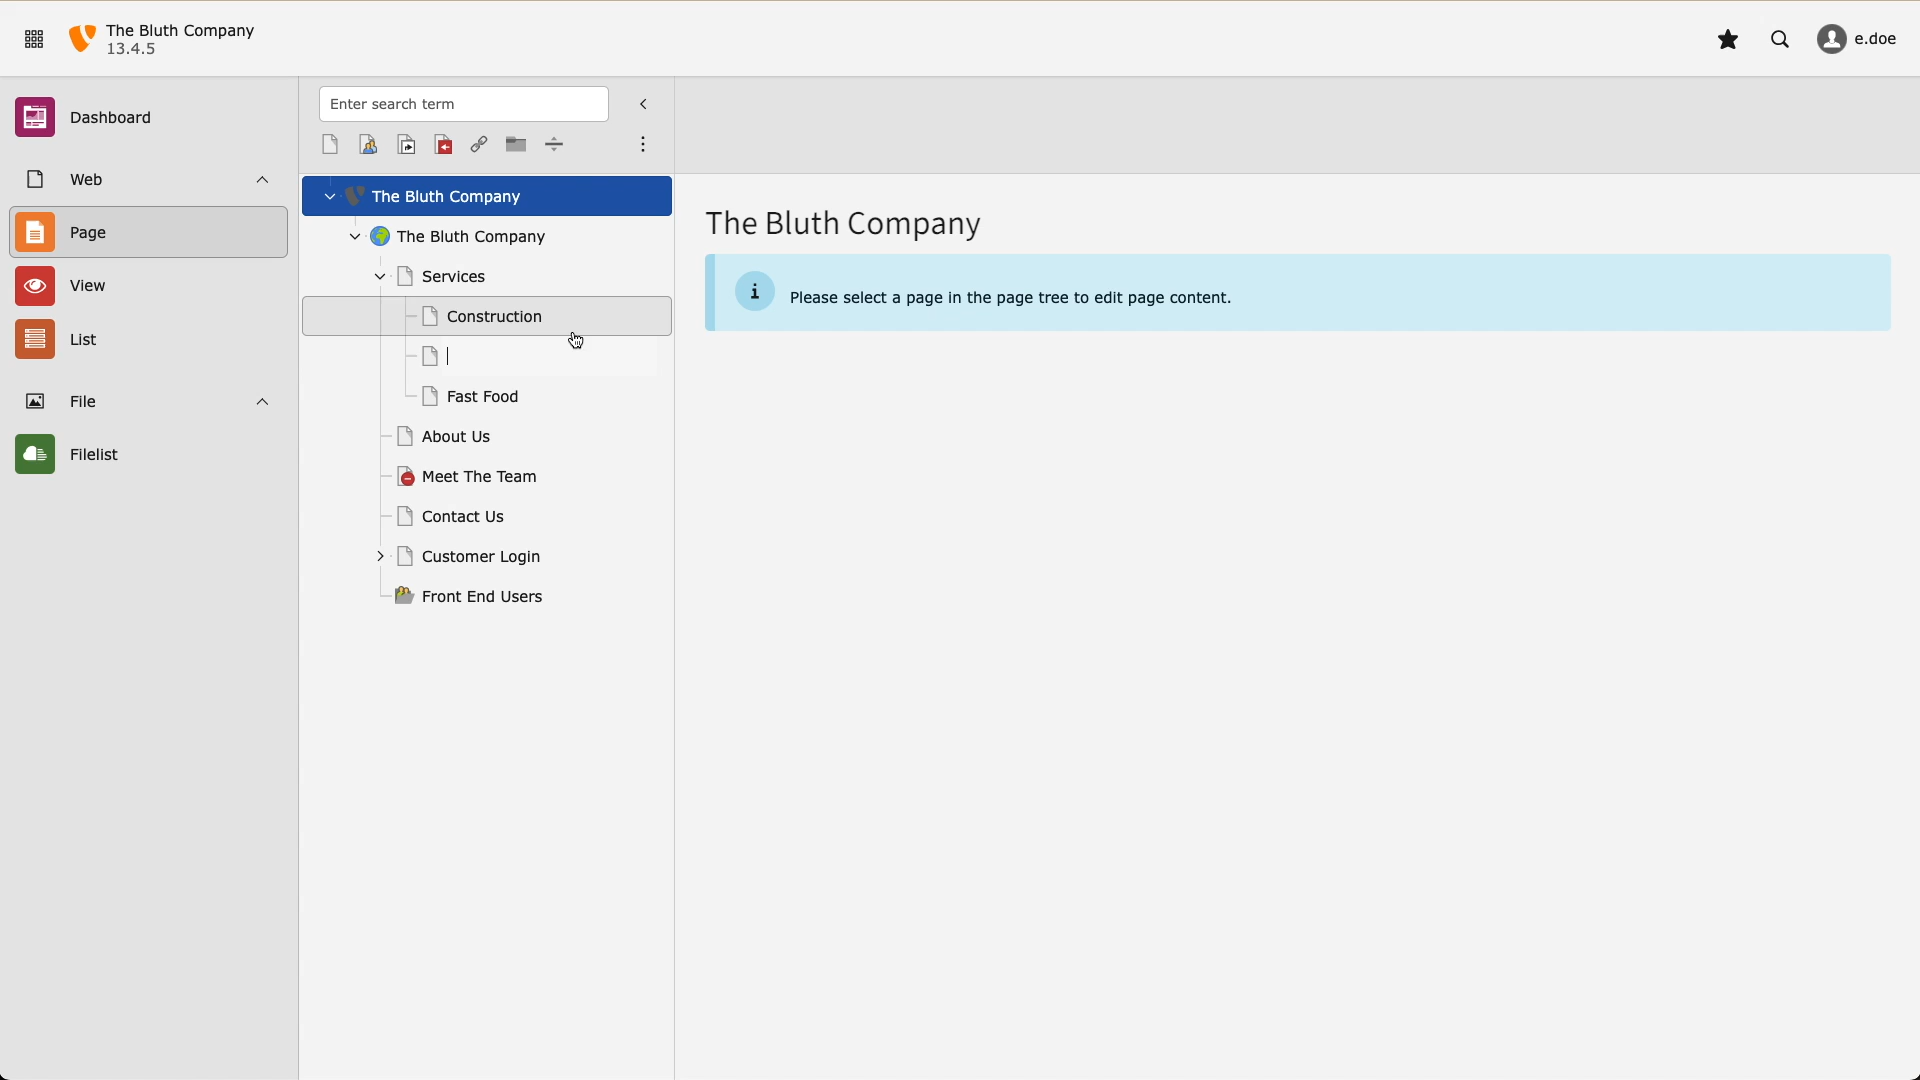 The Bluth Company
13.4.5
e.doe
Dashboard
Web
Page
View
List
File
Filelist
Enter search term
The Bluth Company
The Bluth Company
Services
Construction
Fast Food
About Us
Meet The Team
Contact Us
Customer Login
Front End Users
The Bluth Company
Please select a page in the page tree to edit page content.